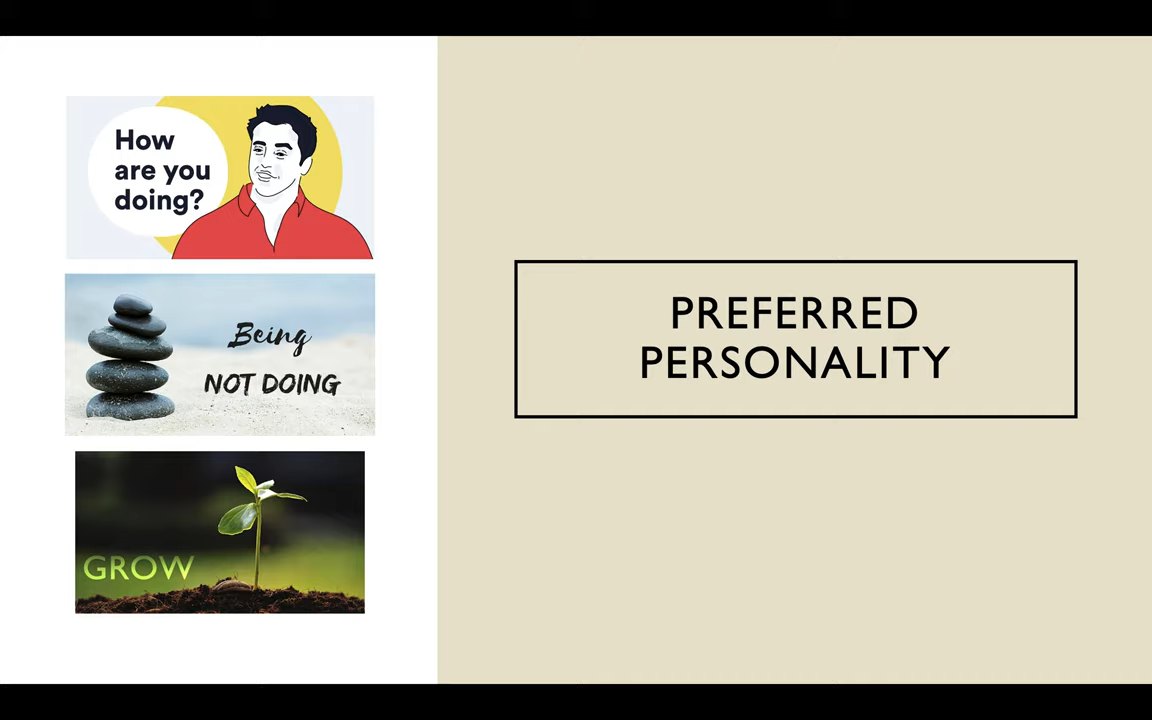 How
are you
doing?
Being
NOT DOING
GROW
PREFERRED
PERSONALITY